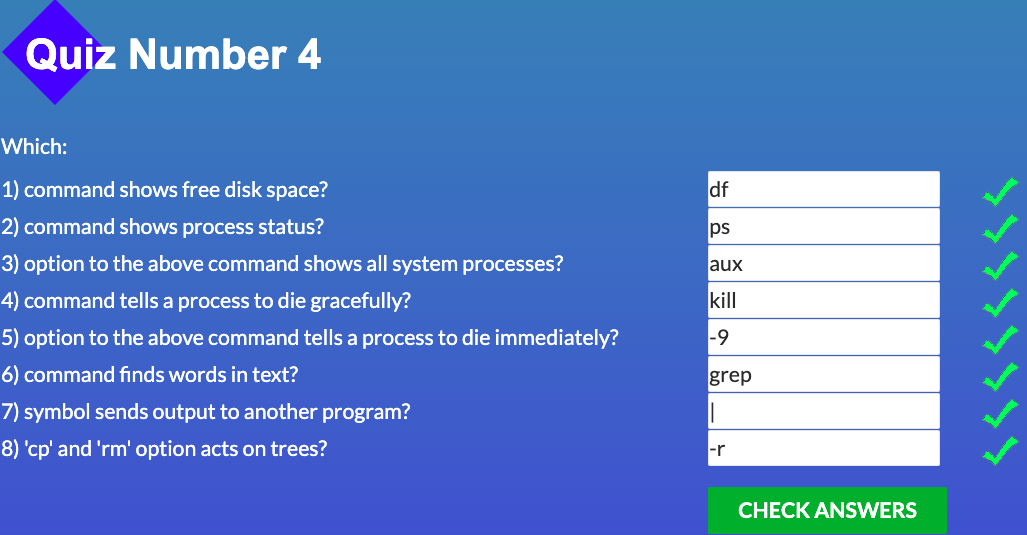 Quiz Number 4
Which:
1) command shows free disk space? df
2) command shows process status? ps
3) option to the above command shows all system processes? aux
4) command tells a process to die gracefully? kill
5) option to the above command tells a process to die immediately? -9
6) command finds words in text? grep
7) symbol sends output to another program? |
8) 'cp' and 'rm' option acts on trees? -r
CHECK ANSWERS